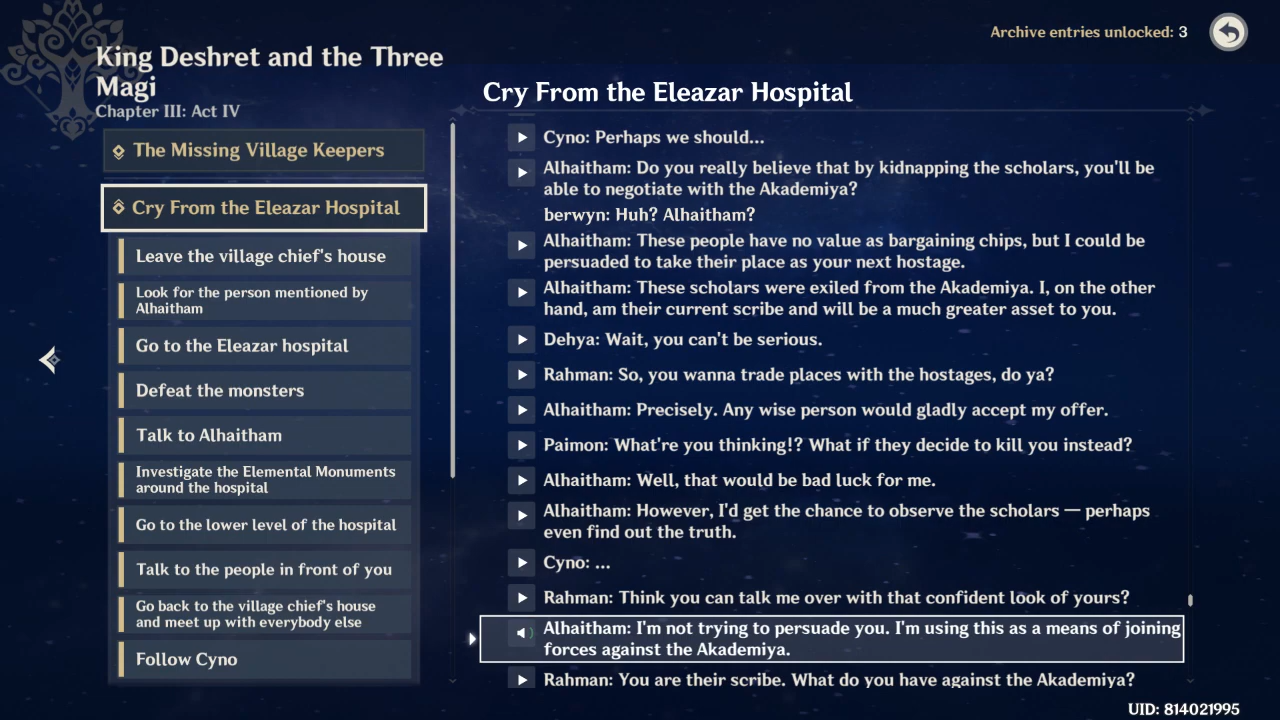 Archive entries unlocked: 3
King Deshret and the Three
Magi
Chapter III: Act IV
The Missing Village Keepers
Cry From the Eleazar Hospital
Leave the village chief's house
Look for the person mentioned by
Alhaitham
Go to the Eleazar hospital
Defeat the monsters
Talk to Alhaitham
Investigate the Elemental Monuments
around the hospital
Go to the lower level of the hospital
Talk to the people in front of you
Go back to the village chief's house
and meet up with everybody else
Follow Cyno
Cry From the Eleazar Hospital
Cyno: Perhaps we should...
Alhaitham: Do you really believe that by kidnapping the scholars, you'll be
able to negotiate with the Akademiya?
berwyn: Huh? Alhaitham?
Alhaitham: These people have no value as bargaining chips, but I could be
persuaded to take their place as your next hostage.
Alhaitham: These scholars were exiled from the Akademiya. I, on the other
hand, am their current scribe and will be a much greater asset to you.
Dehya: Wait, you can't be serious.
Rahman: So, you wanna trade places with the hostages, do ya?
Alhaitham: Precisely. Any wise person would gladly accept my offer.
Paimon: What're you thinking!? What if they decide to kill you instead?
Alhaitham: Well, that would be bad luck for me.
Alhaitham: However, I'd get the chance to observe the scholars — perhaps
even find out the truth.
Cyno: ...
Rahman: Think you can talk me over with that confident look of yours?
Alhaitham: I'm not trying to persuade you. I'm using this as a means of joining
forces against the Akademiya.
Rahman: You are their scribe. What do you have against the Akademiya?
UID: 814021995